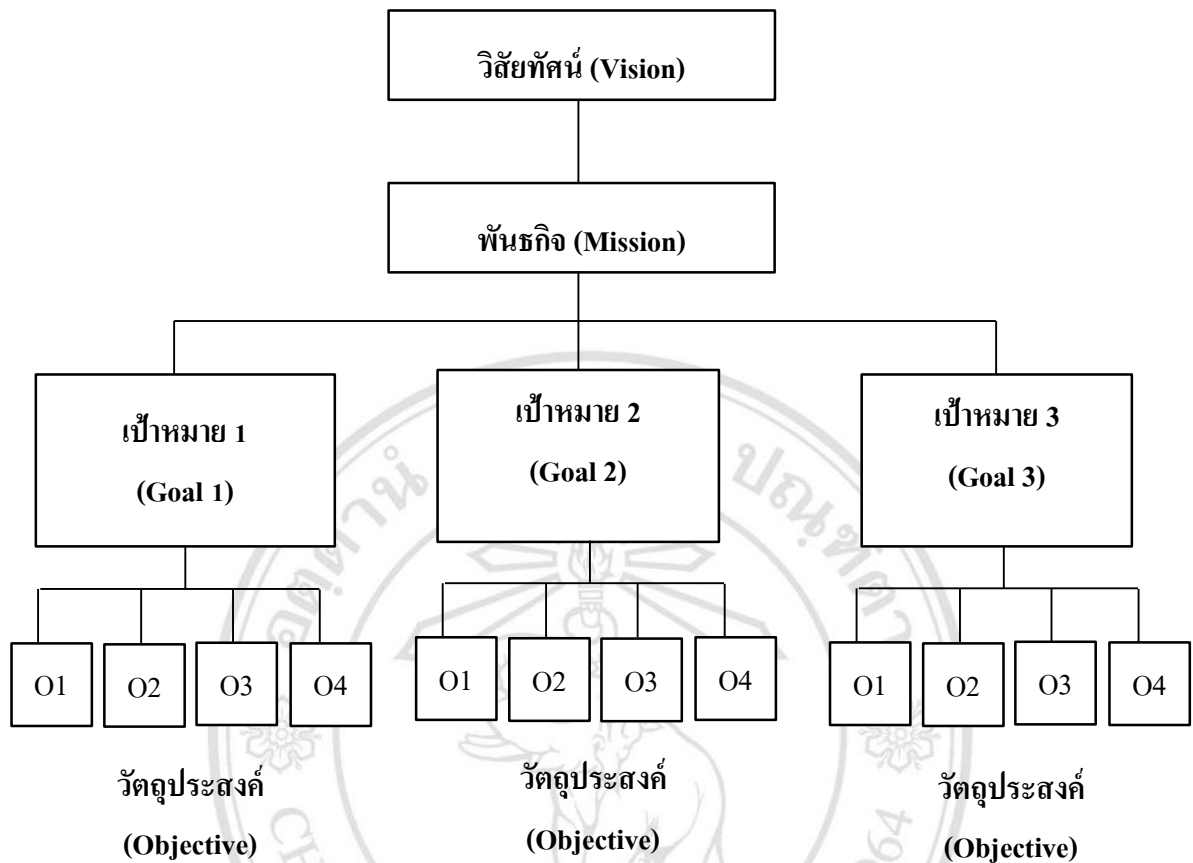 วิสัยทัศน์ (Vision)
พันธกิจ (Mission)
เป้าหมาย 1
(Goal 1)
เป้าหมาย 2
(Goal 2)
เป้าหมาย 3
(Goal 3)
O1 O2 O3 O4
O1 O2 O3 O4
O1 O2 O3 O4
วัตถุประสงค์
(Objective)
วัตถุประสงค์
(Objective)
วัตถุประสงค์
(Objective)